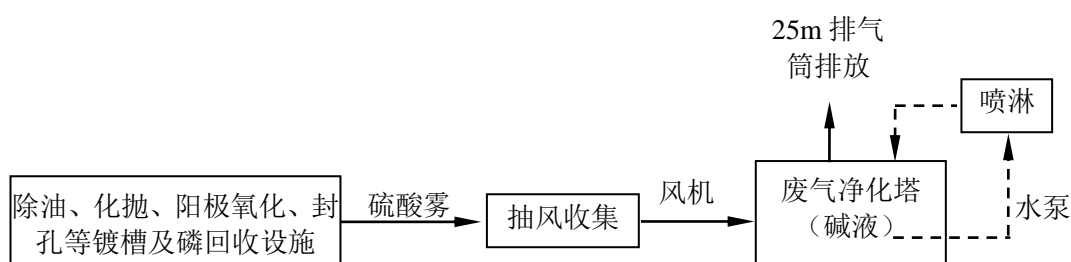 25m 排气
筒排放
喷淋
除油、化抛、阳极氧化、封
孔等镀槽及磷回收设施
硫酸雾
抽风收集
风机
废气净化塔
（碱液）
水泵